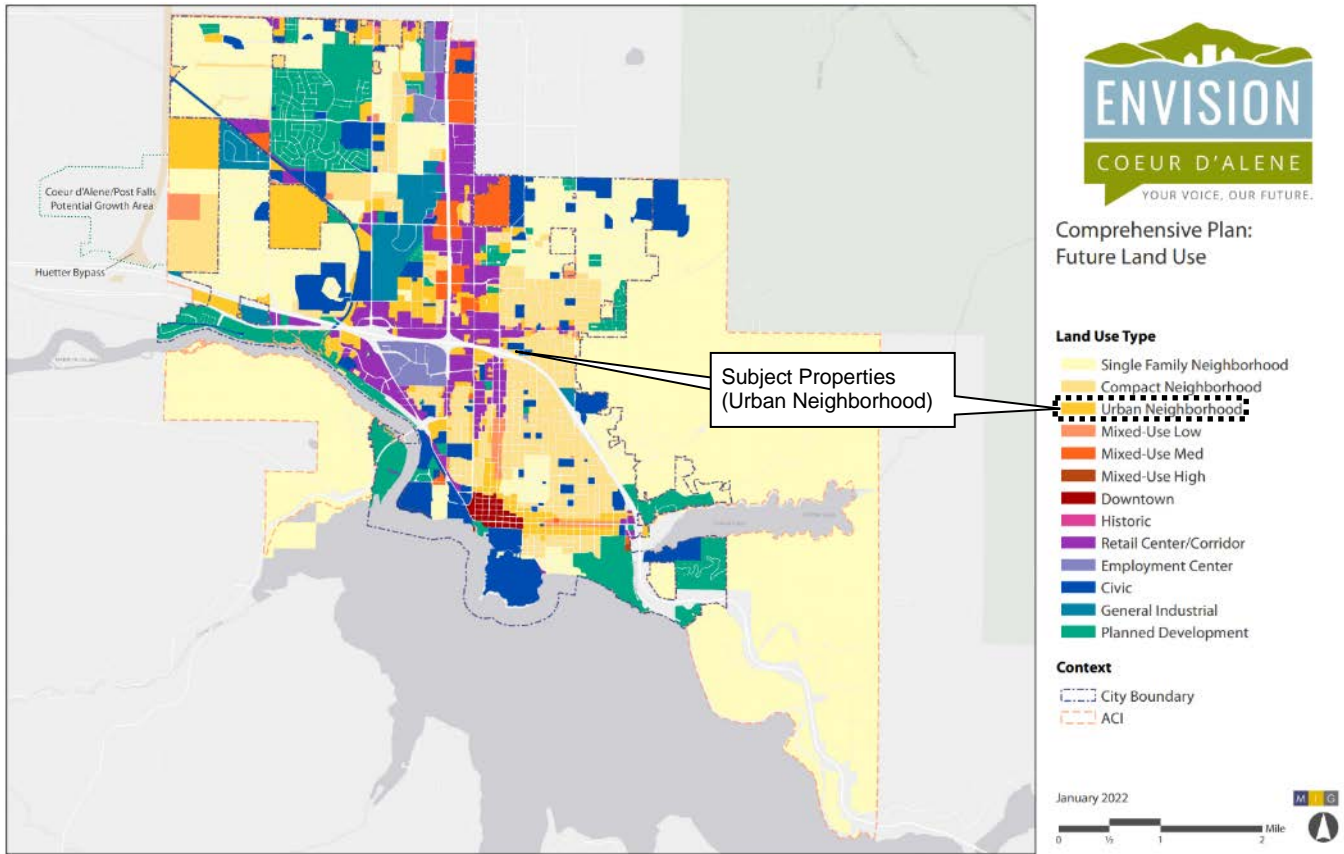 Coeur d'Alene/Post Falls
Potential Growth Area
Huetter Bypass
Subject Properties
(Urban Neighborhood)
ENVISION
COEUR D'ALENE
YOUR VOICE, OUR FUTURE.
Comprehensive Plan:
Future Land Use
Land Use Type
Single Family Neighborhood
Compact Neighborhood
Urban Neighborhood
Mixed-Use Low
Mixed-Use Med
Mixed-Use High
Downtown
Historic
Retail Center/Corridor
Employment Center
Civic
General Industrial
Planned Development
Context
City Boundary
ACI
January 2022
M I G
0 ½ 1 2 Mile